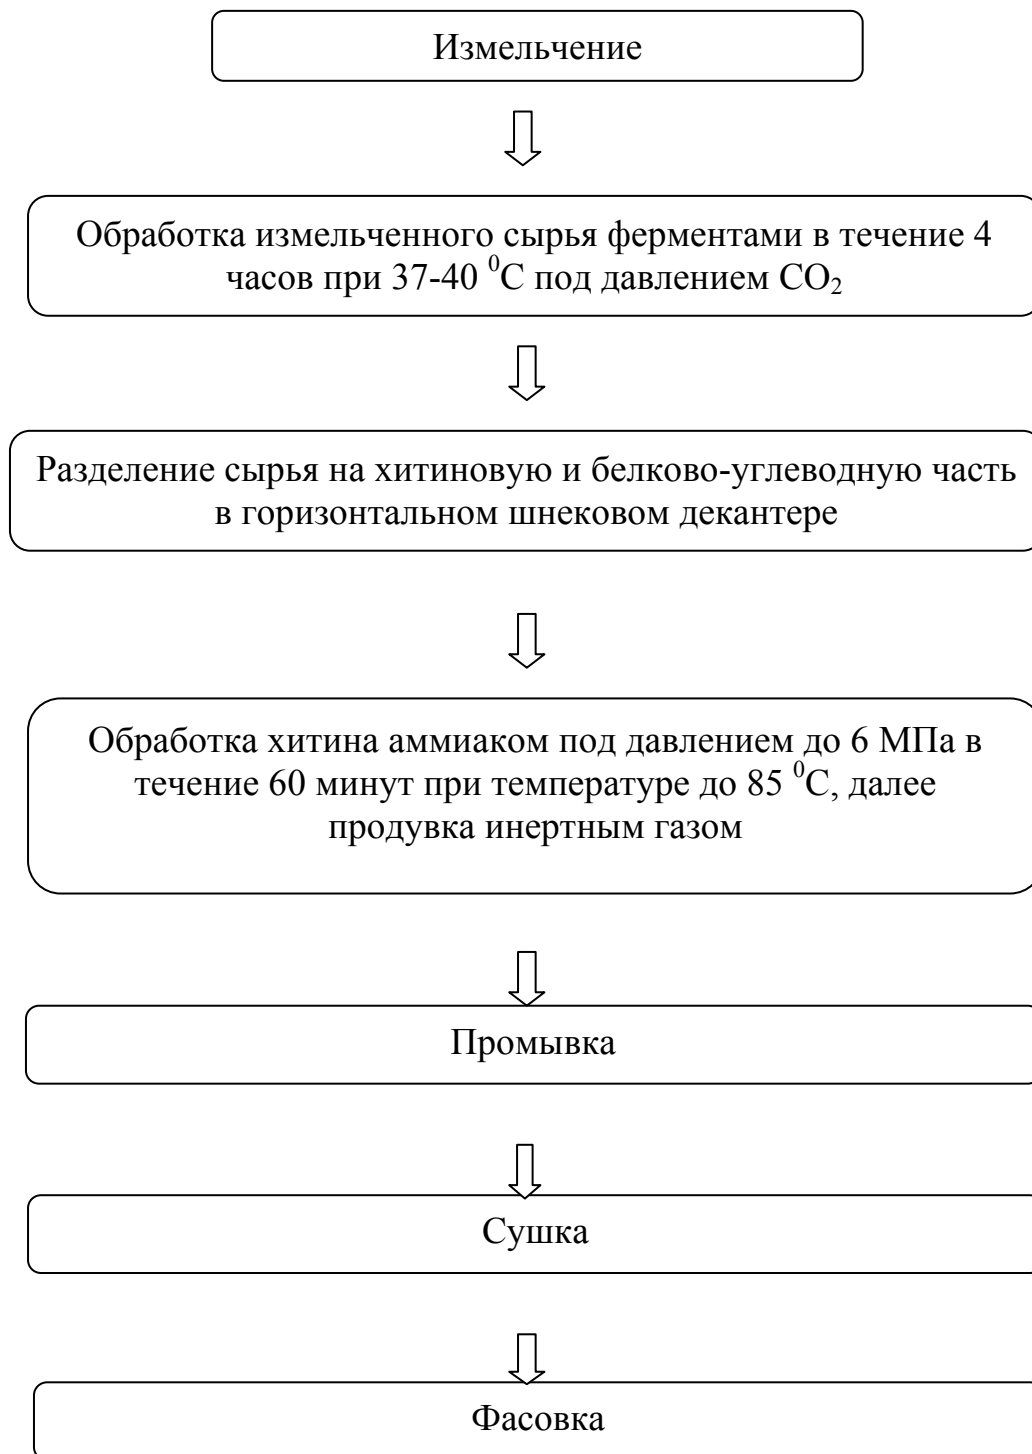 Измельчение
Обработка измельченного сырья ферментами в течение 4
часов при 37-40 ⁰С под давлением СО₂
Разделение сырья на хитиновую и белково-углеводную часть
в горизонтальном шнековом декантере
Обработка хитина аммиаком под давлением до 6 МПа в
течение 60 минут при температуре до 85 ⁰С, далее
продувка инертным газом
Промывка
Сушка
Фасовка